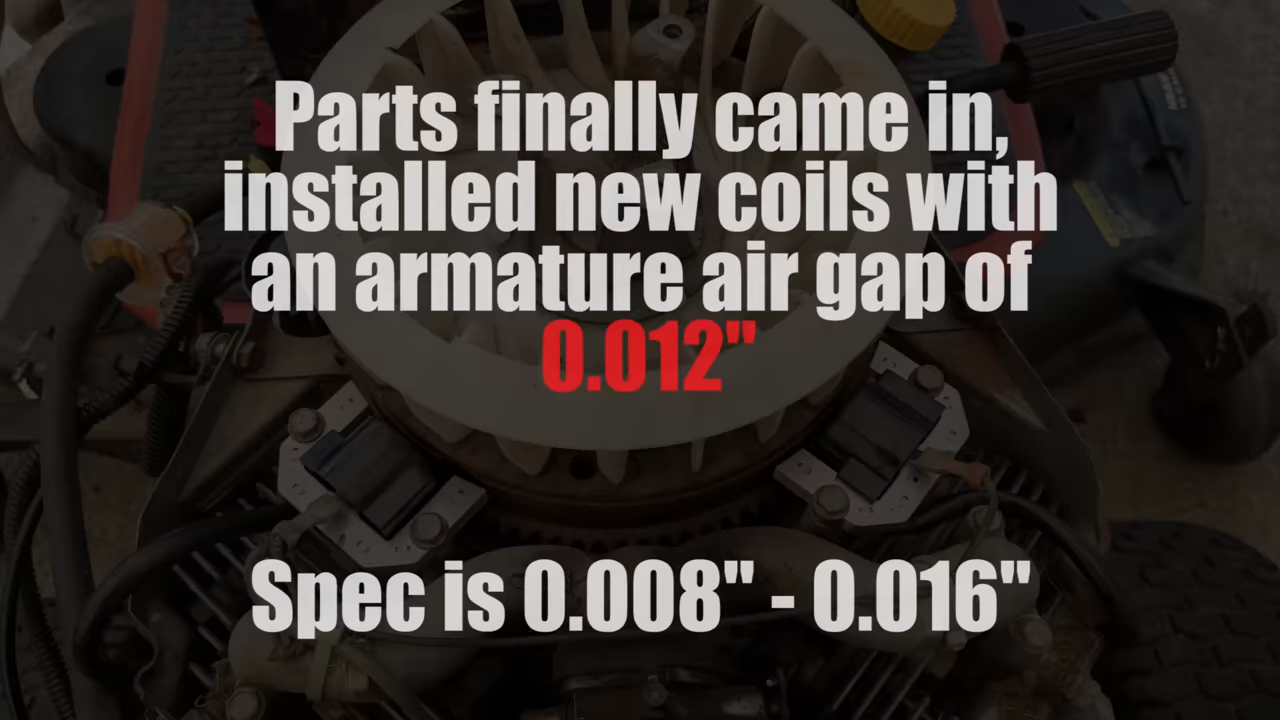 Parts finally came in,
installed new coils with
an armature air gap of
0.012"
Spec is 0.008" - 0.016"